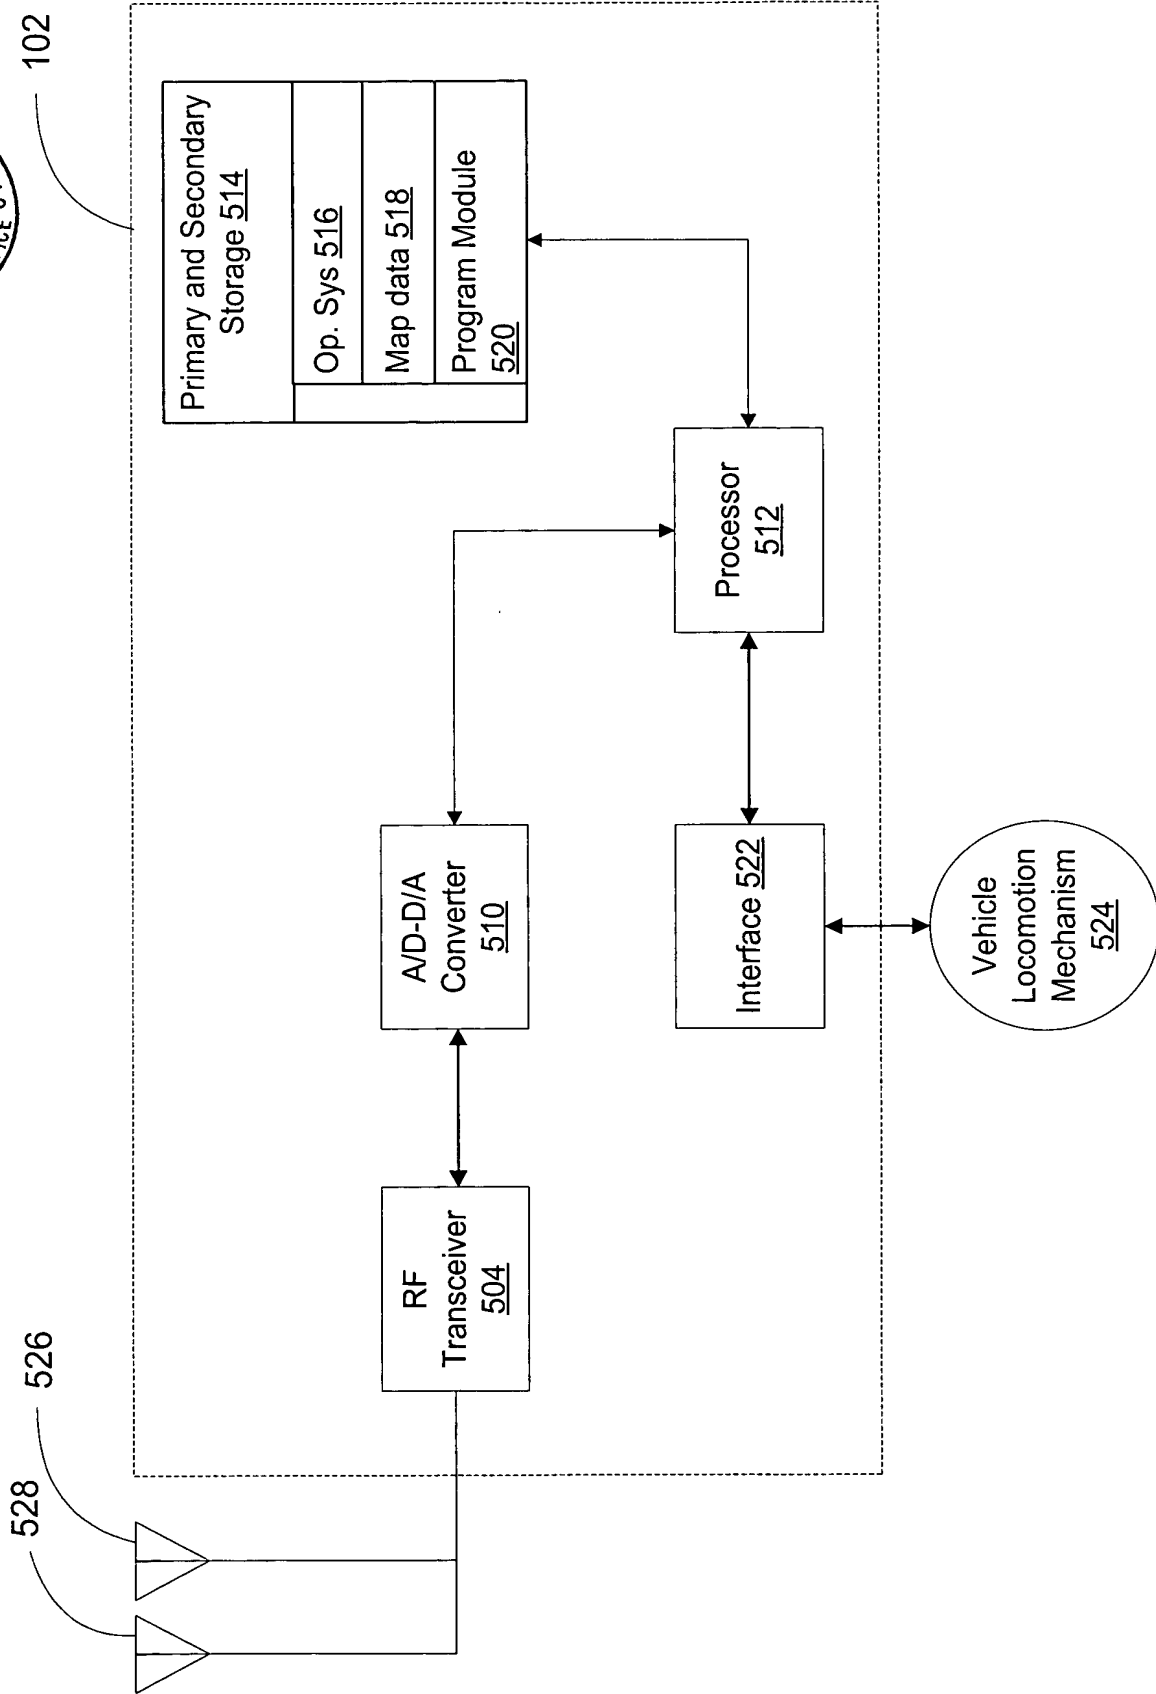 102
Primary and Secondary
Storage 514
Op. Sys 516
Map data 518
Program Module
520
Processor
512
A/D-D/A
Converter
510
Interface 522
RF
Transceiver
504
Vehicle
Locomotion
Mechanism
524
526
528